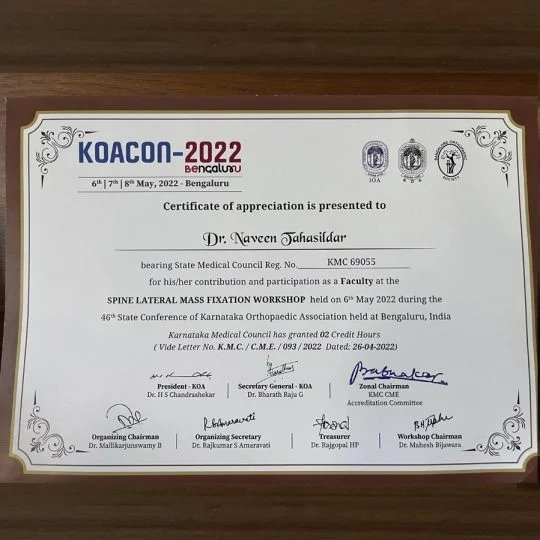 KOACON-2022
Bengaluru
6th | 7th | 8th May, 2022 - Bengaluru
IOA
KOA
SOCIETY
Certificate of appreciation is presented to
Dr. Naveen Tahasildar
bearing State Medical Council Reg. No. KMC 69055
for his/her contribution and participation as a Faculty at the
SPINE LATERAL MASS FIXATION WORKSHOP held on 6th May 2022 during the
46th State Conference of Karnataka Orthopaedic Association held at Bengaluru, India
Karnataka Medical Council has granted 02 Credit Hours
( Vide Letter No. K.M.C. / C.M.E. / 093 / 2022 Dated: 26-04-2022)
President - KOA
Dr. H S Chandrashekar
Secretary General - KOA
Dr. Bharath Raju G
Zonal Chairman
KMC CME
Accreditation Committee
Organizing Chairman
Dr. Mallikarjunswamy B
Organizing Secretary
Dr. Rajkumar S Amaravati
Treasurer
Dr. Rajgopal HP
Workshop Chairman
Dr. Mahesh Bijawara